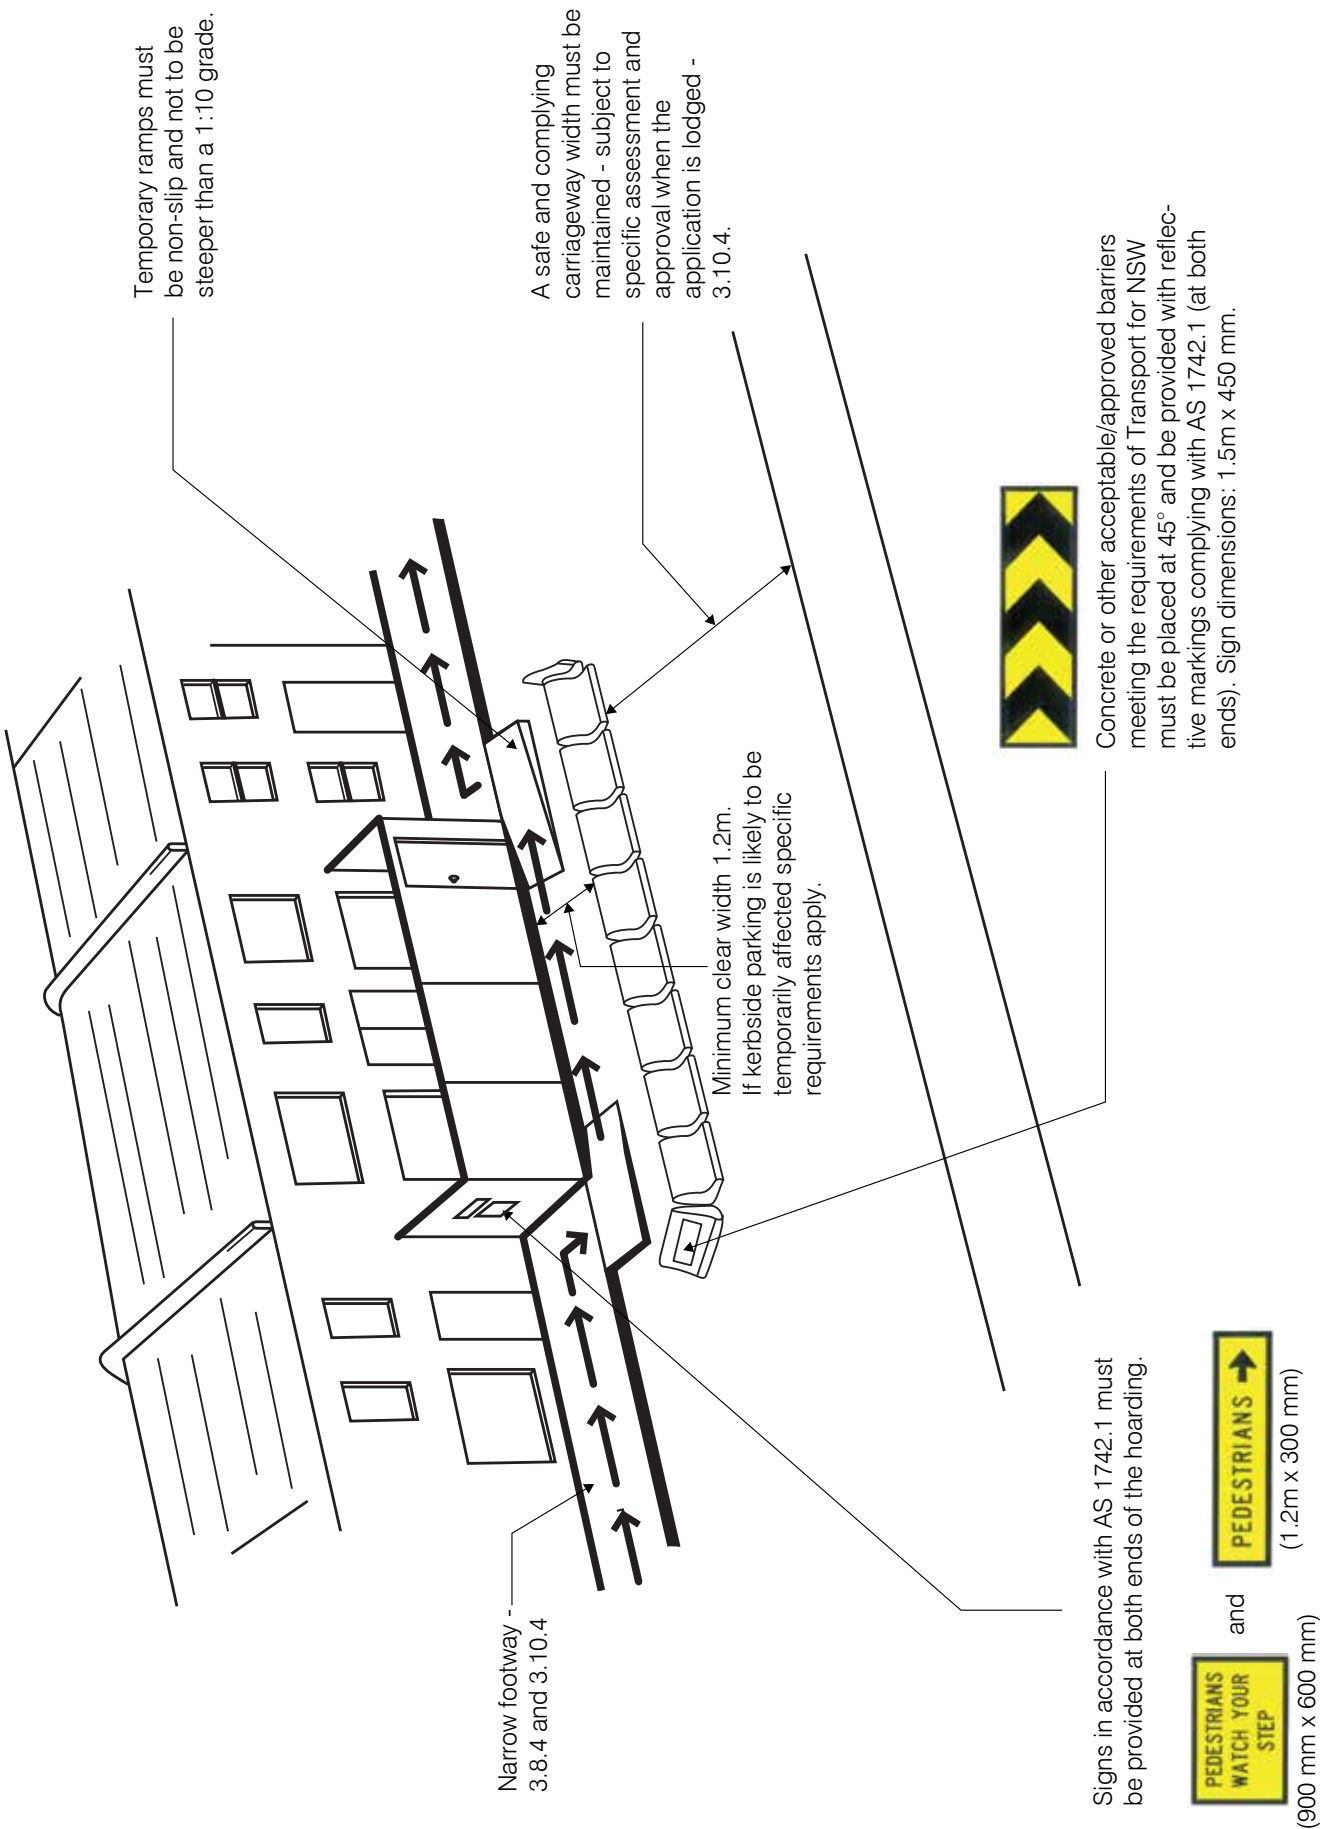 Temporary ramps must
be non-slip and not to be
steeper than a 1:10 grade.
A safe and complying
carriageway width must be
maintained - subject to
specific assessment and
approval when the
application is lodged -
3.10.4.
Narrow footway -
3.8.4 and 3.10.4
Minimum clear width 1.2m.
If kerbside parking is likely to be
temporarily affected specific
requirements apply.
Signs in accordance with AS 1742.1 must
be provided at both ends of the hoarding.
PEDESTRIANS
WATCH YOUR
STEP
(900 mm x 600 mm)
and
PEDESTRIANS
(1.2m x 300 mm)
Concrete or other acceptable/approved barriers
meeting the requirements of Transport for NSW
must be placed at 45° and be provided with reflec-
tive markings complying with AS 1742.1 (at both
ends). Sign dimensions: 1.5m x 450 mm.